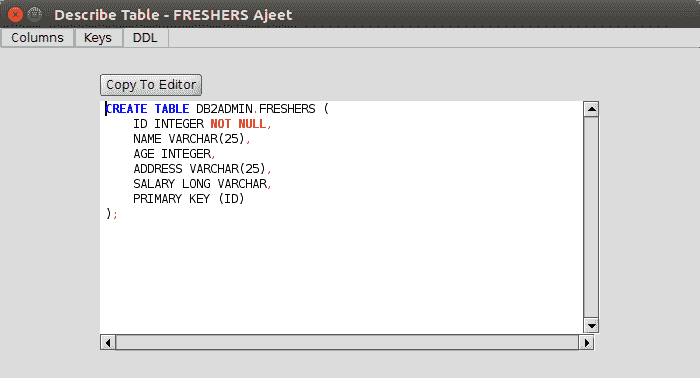 Describe Table - FRESHERS Ajeet
Columns Keys DDL
Copy To Editor
CREATE TABLE DB2ADMIN.FRESHERS (
    ID INTEGER NOT NULL,
    NAME VARCHAR(25),
    AGE INTEGER,
    ADDRESS VARCHAR(25),
    SALARY LONG VARCHAR,
    PRIMARY KEY (ID)
);